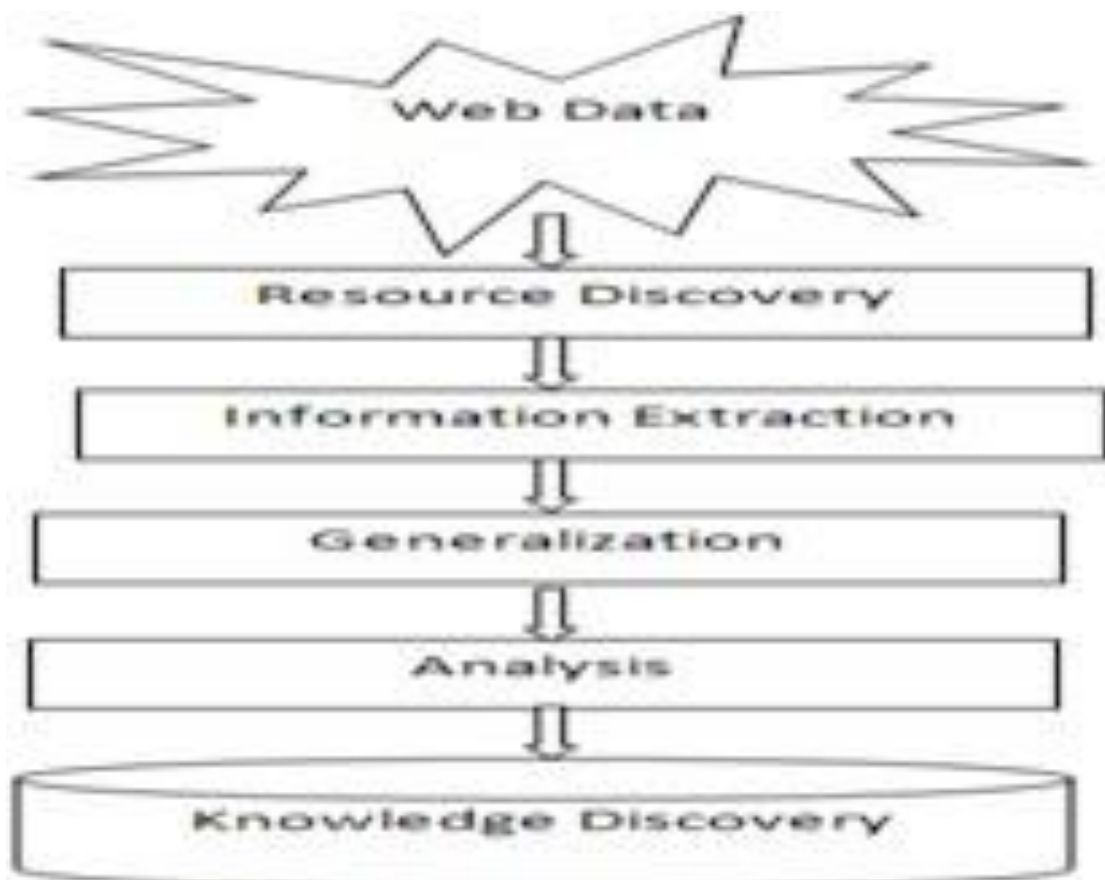 Web Data
Resource Discovery
Information Extraction
Generalization
Analysis
Knowledge Discovery